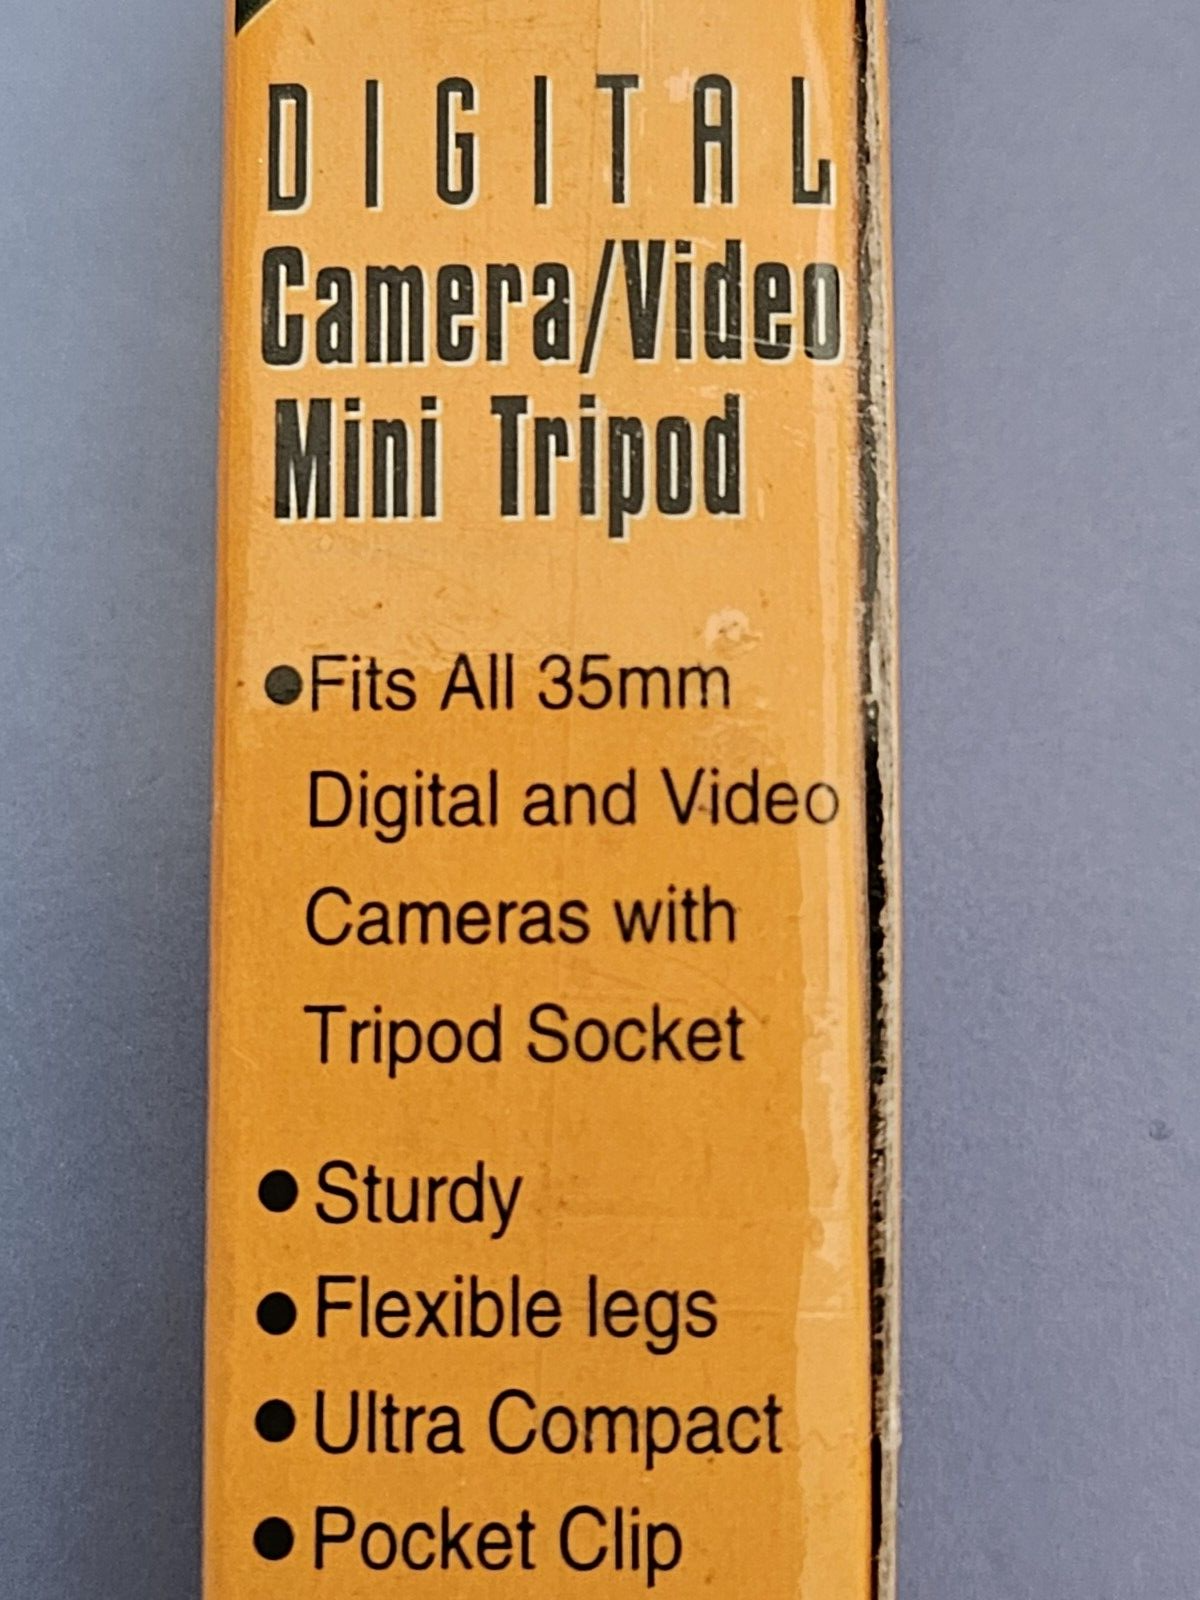 DIGITAL
Camera/Video
Mini Tripod
●Fits All 35mm
Digital and Video
Cameras with
Tripod Socket
● Sturdy
● Flexible legs
● Ultra Compact
● Pocket Clip